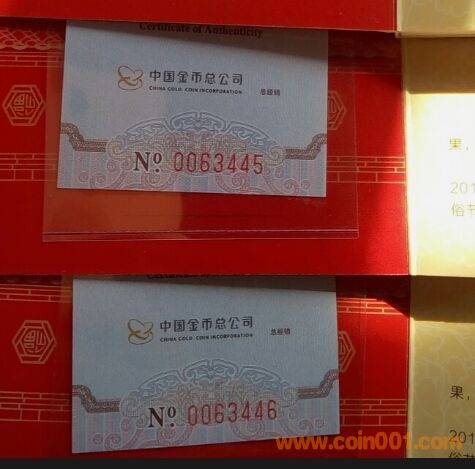 Certificate of Authenticity
中国金币总公司
CHINA GOLD COIN INCORPORATION
总经销
No. 0063445
果，
201
俗节
中国金币总公司
CHINA GOLD COIN INCORPORATION
总经销
No. 0063446
果，
201
www.coin001.com